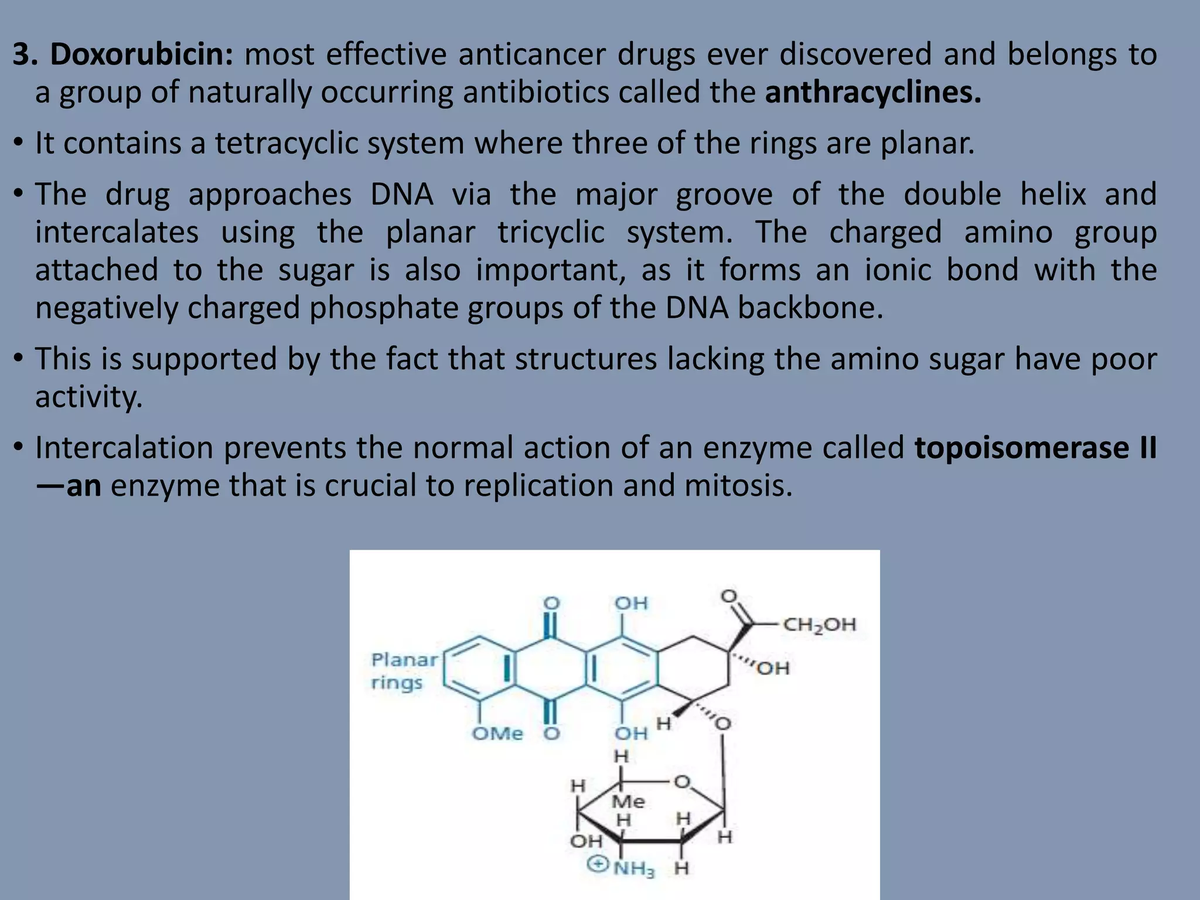 3. Doxorubicin: most effective anticancer drugs ever discovered and belongs to
a group of naturally occurring antibiotics called the anthracyclines.
• It contains a tetracyclic system where three of the rings are planar.
• The drug approaches DNA via the major groove of the double helix and
intercalates using the planar tricyclic system. The charged amino group
attached to the sugar is also important, as it forms an ionic bond with the
negatively charged phosphate groups of the DNA backbone.
• This is supported by the fact that structures lacking the amino sugar have poor
activity.
• Intercalation prevents the normal action of an enzyme called topoisomerase II
—an enzyme that is crucial to replication and mitosis.
O OH O
CH₂OH
Planar
rings
OH
OMe O OH H O
H
H O
Me
H H
OH H
⊕NH₃ H